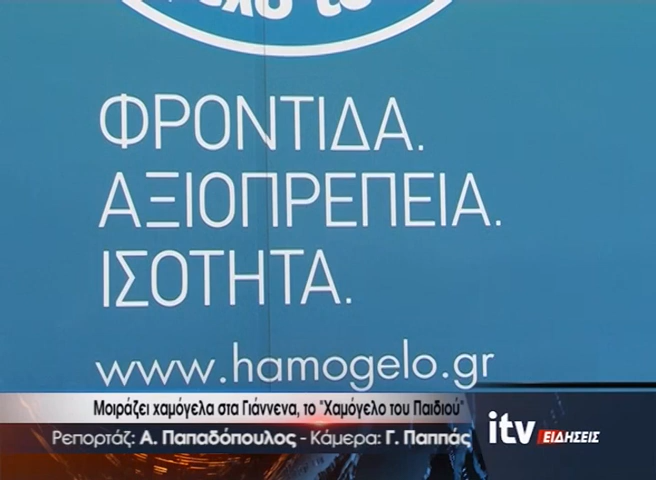 ΦΡΟΝΤΙΔΑ.
ΑΞΙΟΠΡΕΠΕΙΑ.
ΙΣΟΤΗΤΑ.
www.hamogelo.gr
Μοιράζει χαμόγελα στα Γιάννενα, το "Χαμόγελο του Παιδιού"
Ρεπορτάζ: Α. Παπαδόπουλος - Κάμερα: Γ. Παππάς
itv ΕΙΔΗΣΕΙΣ